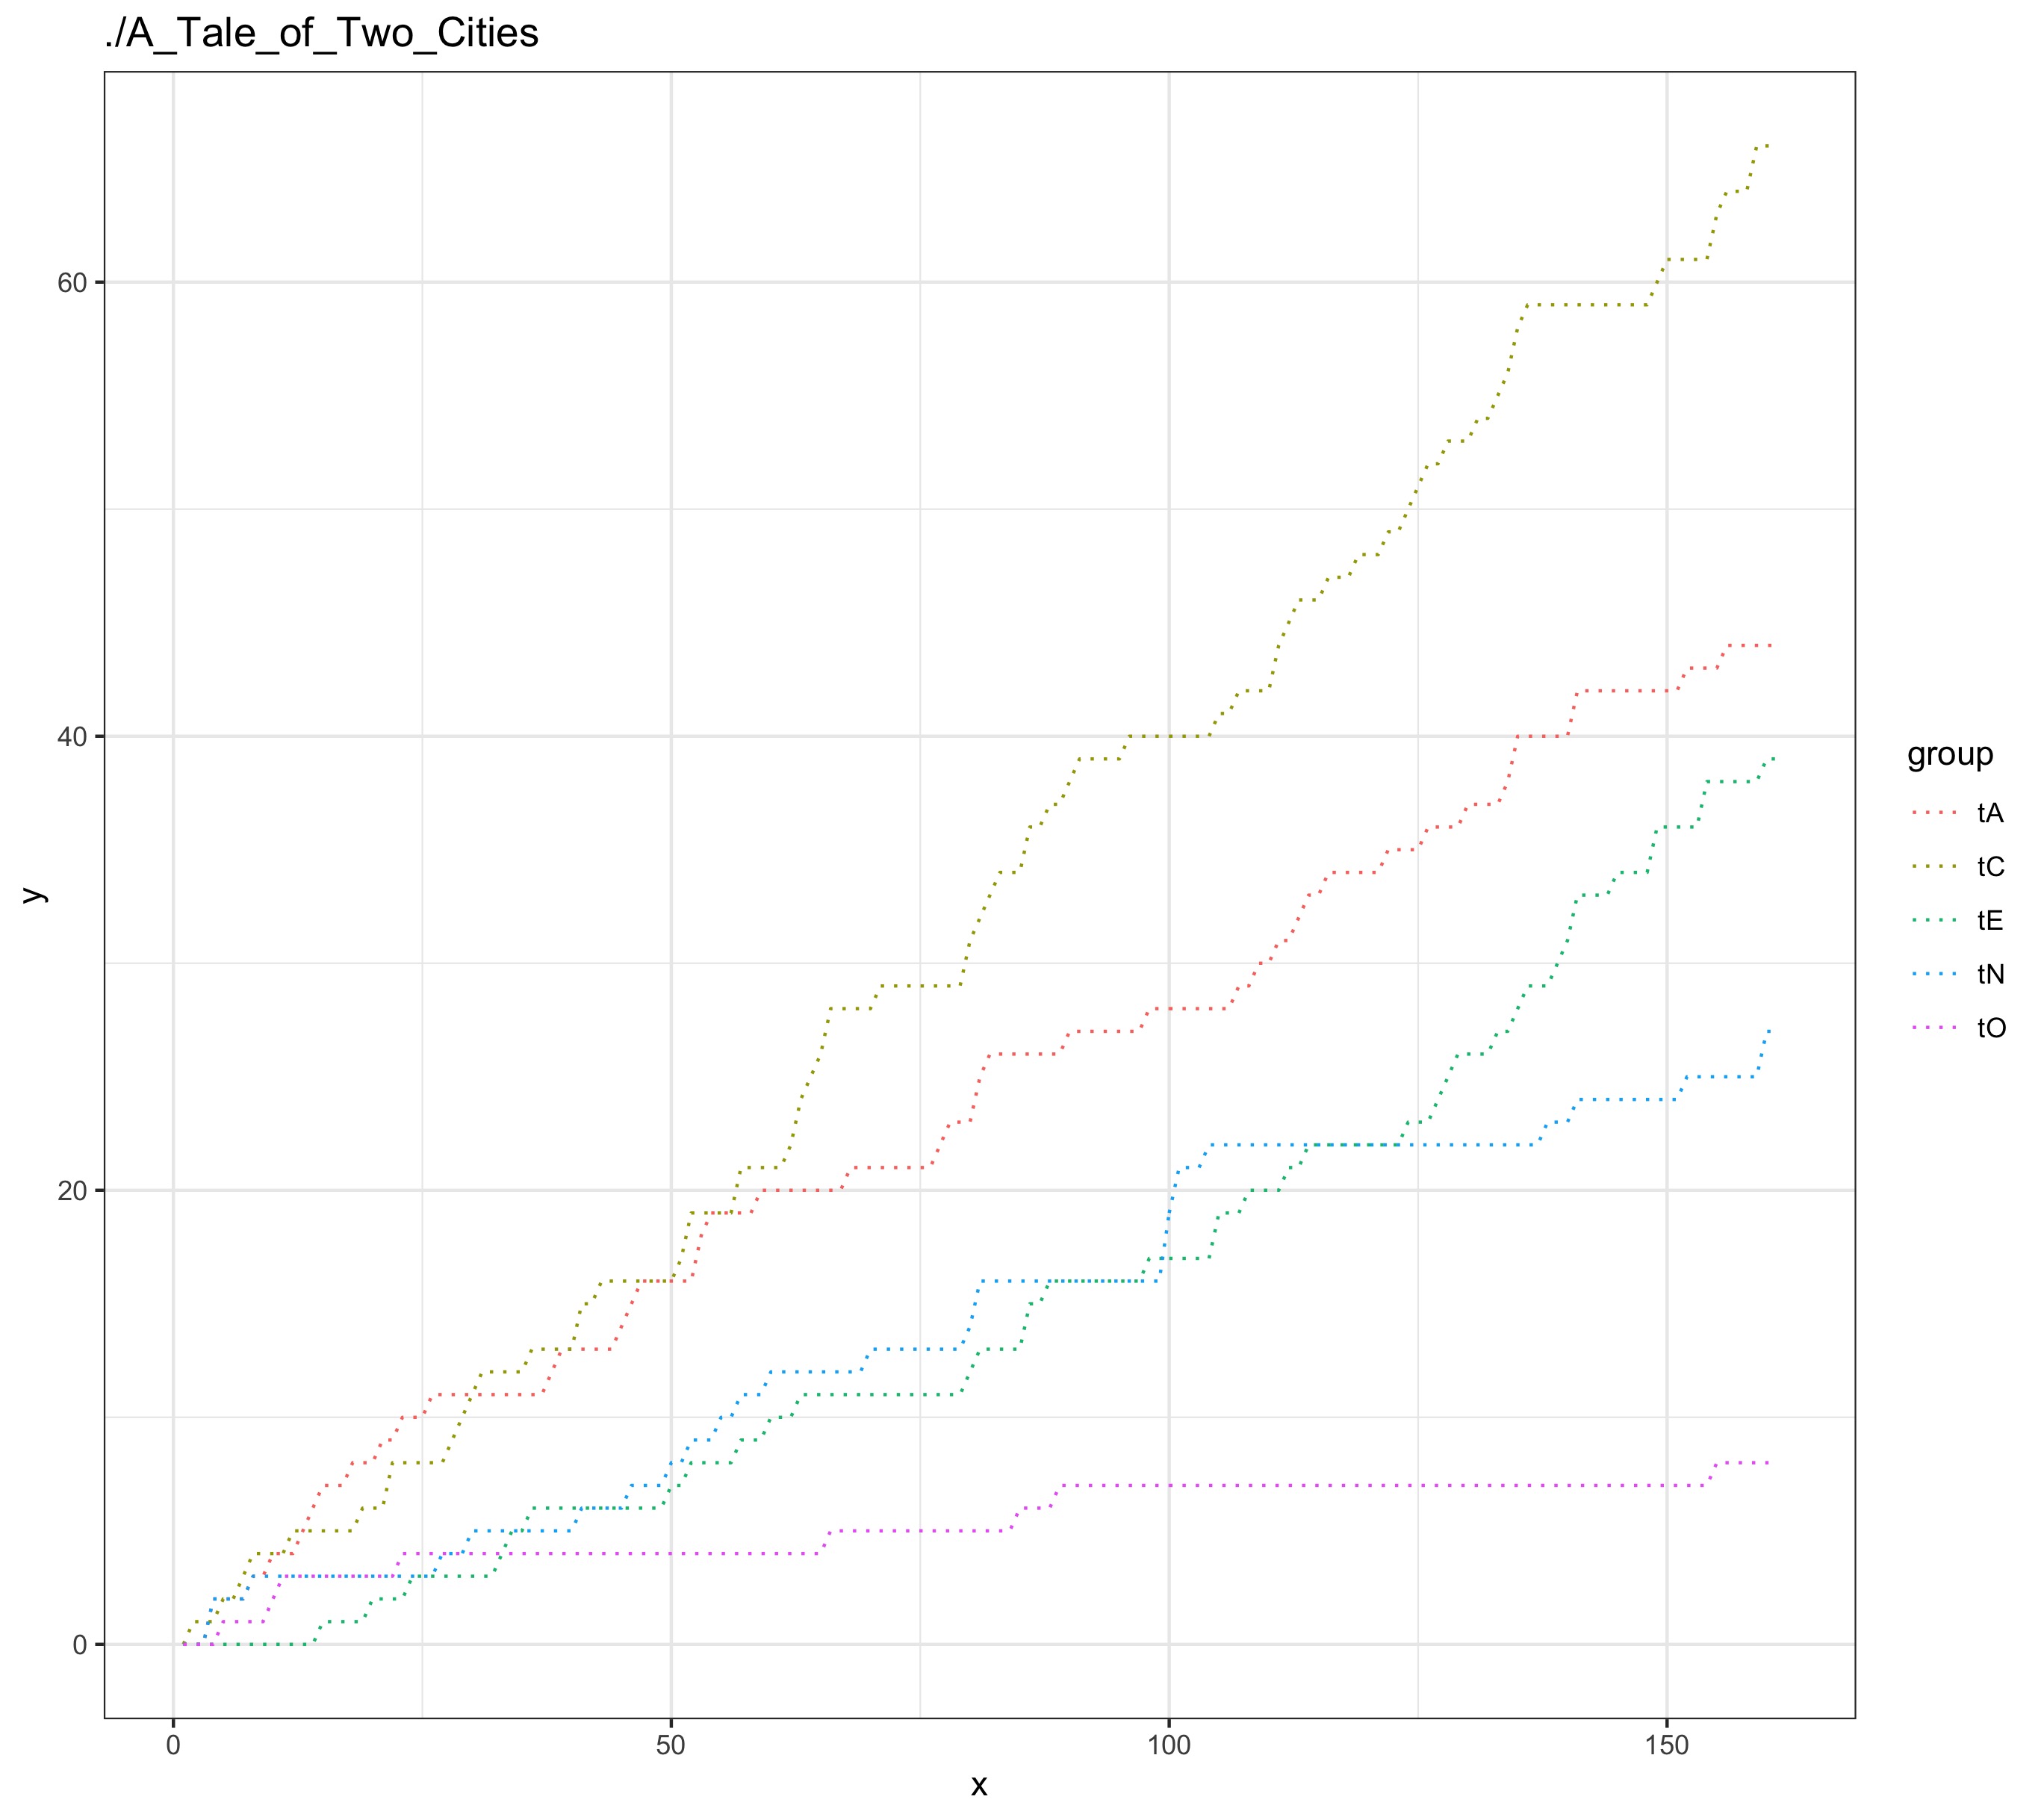 ./A_Tale_of_Two_Cities
60
40
20
0
y
0 50 100 150
x
group
tA
tC
tE
tN
tO